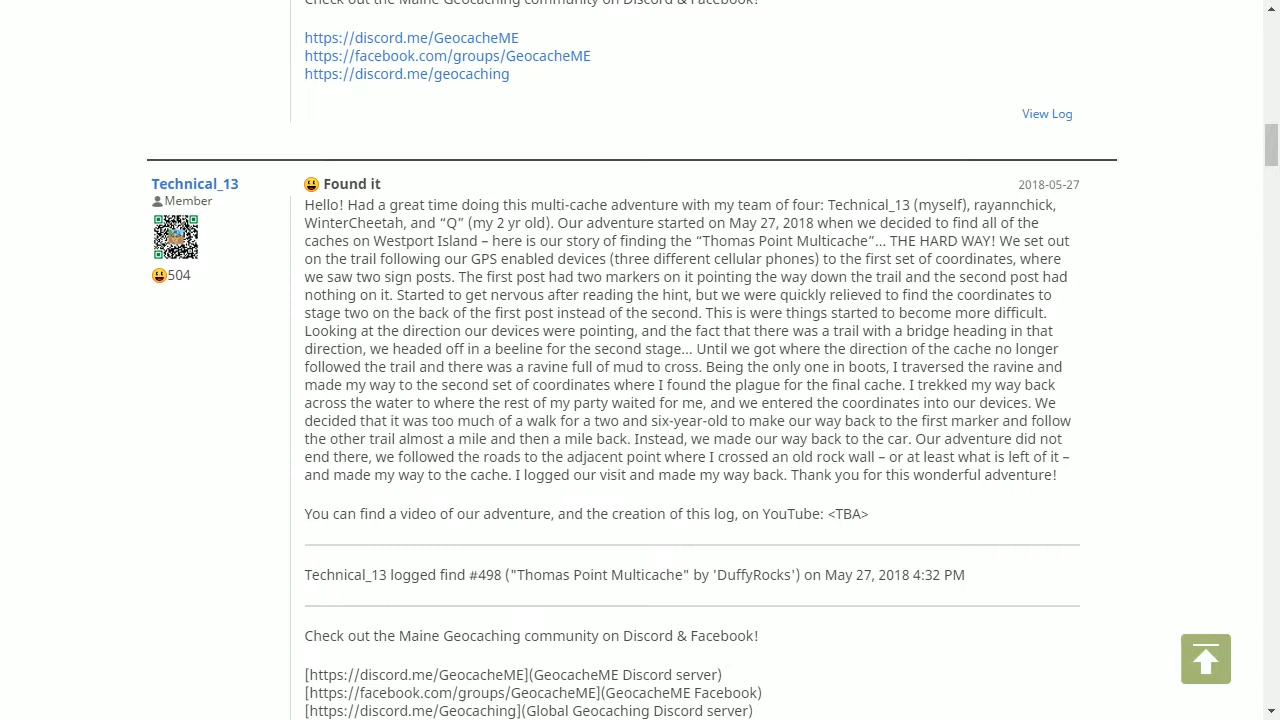 Check out the Maine Geocaching community on Discord & Facebook!
https://discord.me/GeocacheME
https://facebook.com/groups/GeocacheME
https://discord.me/geocaching
View Log
Technical_13
Member
504
Found it
2018-05-27
Hello! Had a great time doing this multi-cache adventure with my team of four: Technical_13 (myself), rayannchick,
WinterCheetah, and “Q” (my 2 yr old). Our adventure started on May 27, 2018 when we decided to find all of the
caches on Westport Island – here is our story of finding the “Thomas Point Multicache”... THE HARD WAY! We set out
on the trail following our GPS enabled devices (three different cellular phones) to the first set of coordinates, where
we saw two sign posts. The first post had two markers on it pointing the way down the trail and the second post had
nothing on it. Started to get nervous after reading the hint, but we were quickly relieved to find the coordinates to
stage two on the back of the first post instead of the second. This is were things started to become more difficult.
Looking at the direction our devices were pointing, and the fact that there was a trail with a bridge heading in that
direction, we headed off in a beeline for the second stage... Until we got where the direction of the cache no longer
followed the trail and there was a ravine full of mud to cross. Being the only one in boots, I traversed the ravine and
made my way to the second set of coordinates where I found the plague for the final cache. I trekked my way back
across the water to where the rest of my party waited for me, and we entered the coordinates into our devices. We
decided that it was too much of a walk for a two and six-year-old to make our way back to the first marker and follow
the other trail almost a mile and then a mile back. Instead, we made our way back to the car. Our adventure did not
end there, we followed the roads to the adjacent point where I crossed an old rock wall – or at least what is left of it –
and made my way to the cache. I logged our visit and made my way back. Thank you for this wonderful adventure!
You can find a video of our adventure, and the creation of this log, on YouTube: <TBA>
Technical_13 logged find #498 ("Thomas Point Multicache" by 'DuffyRocks') on May 27, 2018 4:32 PM
Check out the Maine Geocaching community on Discord & Facebook!
[https://discord.me/GeocacheME](GeocacheME Discord server)
[https://facebook.com/groups/GeocacheME](GeocacheME Facebook)
[https://discord.me/Geocaching](Global Geocaching Discord server)